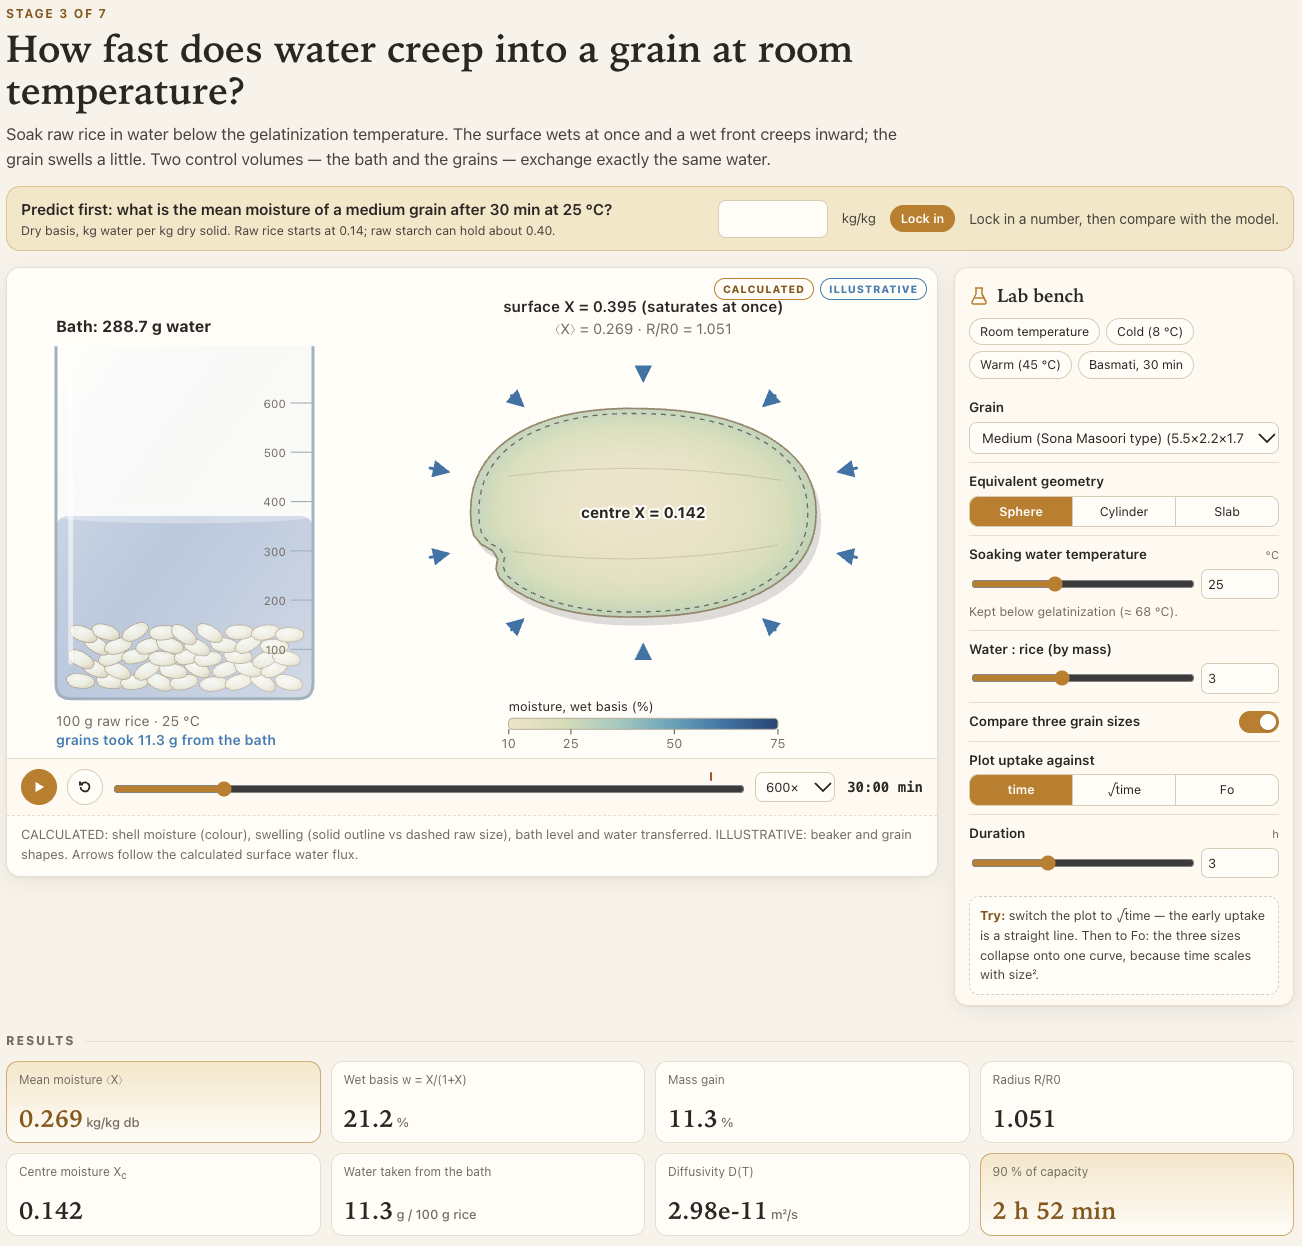 STAGE 3 OF 7
How fast does water creep into a grain at room
temperature?
Soak raw rice in water below the gelatinization temperature. The surface wets at once and a wet front creeps inward; the
grain swells a little. Two control volumes — the bath and the grains — exchange exactly the same water.
Predict first: what is the mean moisture of a medium grain after 30 min at 25 °C?
Dry basis, kg water per kg dry solid. Raw rice starts at 0.14; raw starch can hold about 0.40.
kg/kg
Lock in
Lock in a number, then compare with the model.
CALCULATED
ILLUSTRATIVE
surface X = 0.395 (saturates at once)
⟨X⟩ = 0.269 · R/R0 = 1.051
Bath: 288.7 g water
600
500
400
300
200
100
centre X = 0.142
100 g raw rice · 25 °C
grains took 11.3 g from the bath
moisture, wet basis (%)
10 25 50 75
600×
30:00 min
CALCULATED: shell moisture (colour), swelling (solid outline vs dashed raw size), bath level and water transferred. ILLUSTRATIVE: beaker and grain
shapes. Arrows follow the calculated surface water flux.
Lab bench
Room temperature
Cold (8 °C)
Warm (45 °C)
Basmati, 30 min
Grain
Medium (Sona Masoori type) (5.5×2.2×1.7
Equivalent geometry
Sphere Cylinder Slab
Soaking water temperature °C
25
Kept below gelatinization (≈ 68 °C).
Water : rice (by mass)
3
Compare three grain sizes
Plot uptake against
time √time Fo
Duration h
3
Try: switch the plot to √time — the early uptake
is a straight line. Then to Fo: the three sizes
collapse onto one curve, because time scales
with size².
RESULTS
Mean moisture ⟨X⟩
0.269 kg/kg db
Wet basis w = X/(1+X)
21.2 %
Mass gain
11.3 %
Radius R/R0
1.051
Centre moisture Xc
0.142
Water taken from the bath
11.3 g / 100 g rice
Diffusivity D(T)
2.98e-11 m²/s
90 % of capacity
2 h 52 min